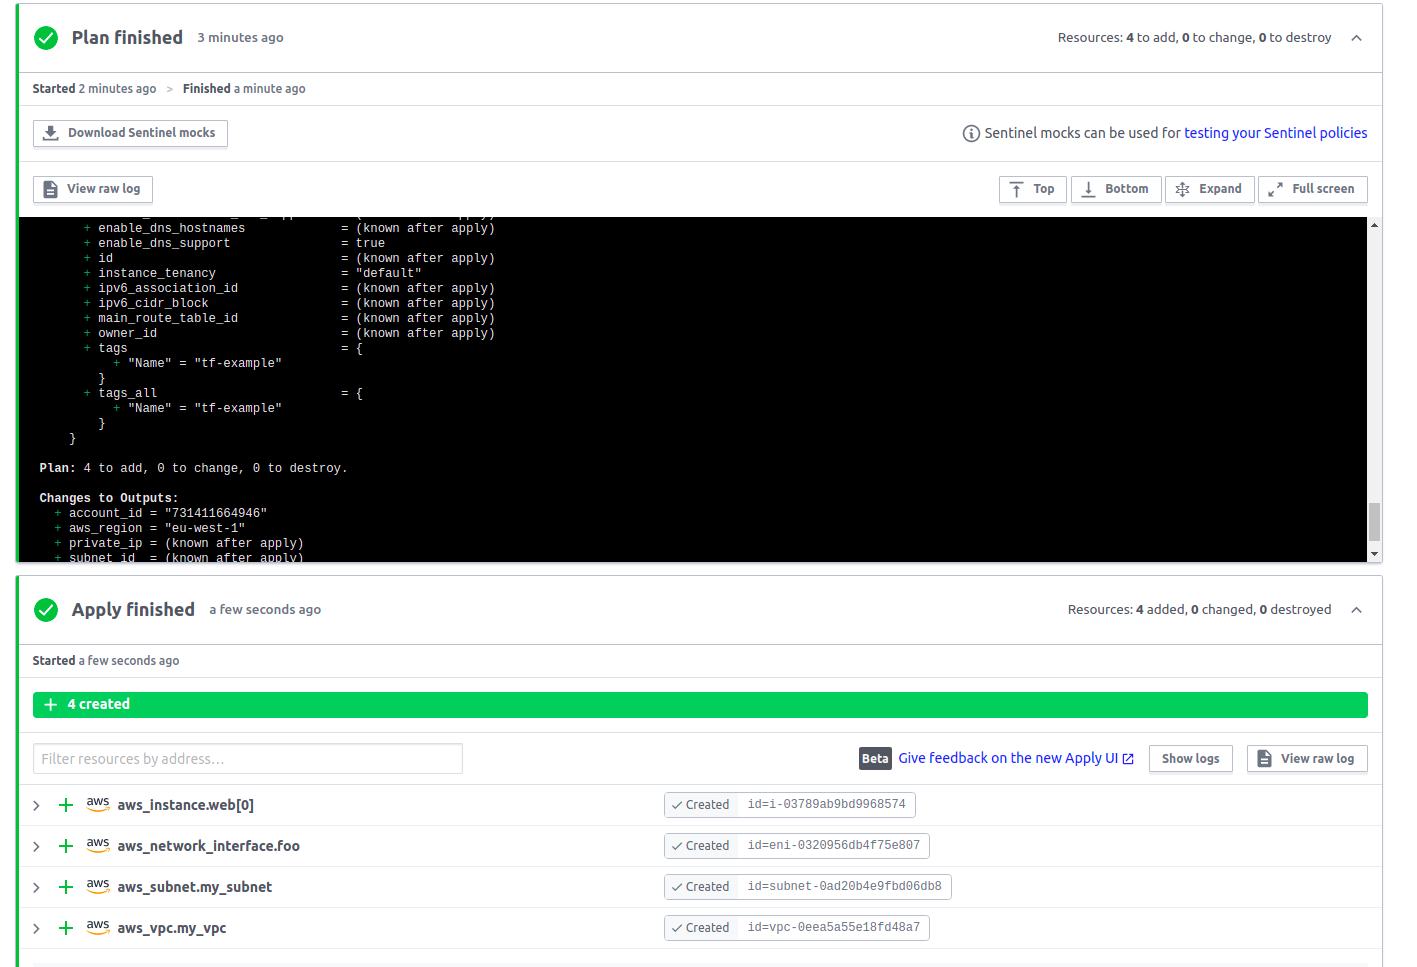 Plan finished 3 minutes ago Resources: 4 to add, 0 to change, 0 to destroy
Started 2 minutes ago > Finished a minute ago
Download Sentinel mocks Sentinel mocks can be used for testing your Sentinel policies
View raw log Top Bottom Expand Full screen
+ enable_dns_hostnames = (known after apply)
+ enable_dns_support = true
+ id = (known after apply)
+ instance_tenancy = "default"
+ ipv6_association_id = (known after apply)
+ ipv6_cidr_block = (known after apply)
+ main_route_table_id = (known after apply)
+ owner_id = (known after apply)
+ tags = {
+ "Name" = "tf-example"
}
+ tags_all = {
+ "Name" = "tf-example"
}
}
Plan: 4 to add, 0 to change, 0 to destroy.
Changes to Outputs:
+ account_id = "731411664946"
+ aws_region = "eu-west-1"
+ private_ip = (known after apply)
+ subnet_id = (known after apply)
Apply finished a few seconds ago Resources: 4 added, 0 changed, 0 destroyed
Started a few seconds ago
+ 4 created
Filter resources by address... Beta Give feedback on the new Apply UI Show logs View raw log
+ aws aws_instance.web[0] Created id=i-03789ab9bd9968574
+ aws aws_network_interface.foo Created id=eni-0320956db4f75e807
+ aws aws_subnet.my_subnet Created id=subnet-0ad20b4e9fbd06db8
+ aws aws_vpc.my_vpc Created id=vpc-0eea5a55e18fd48a7